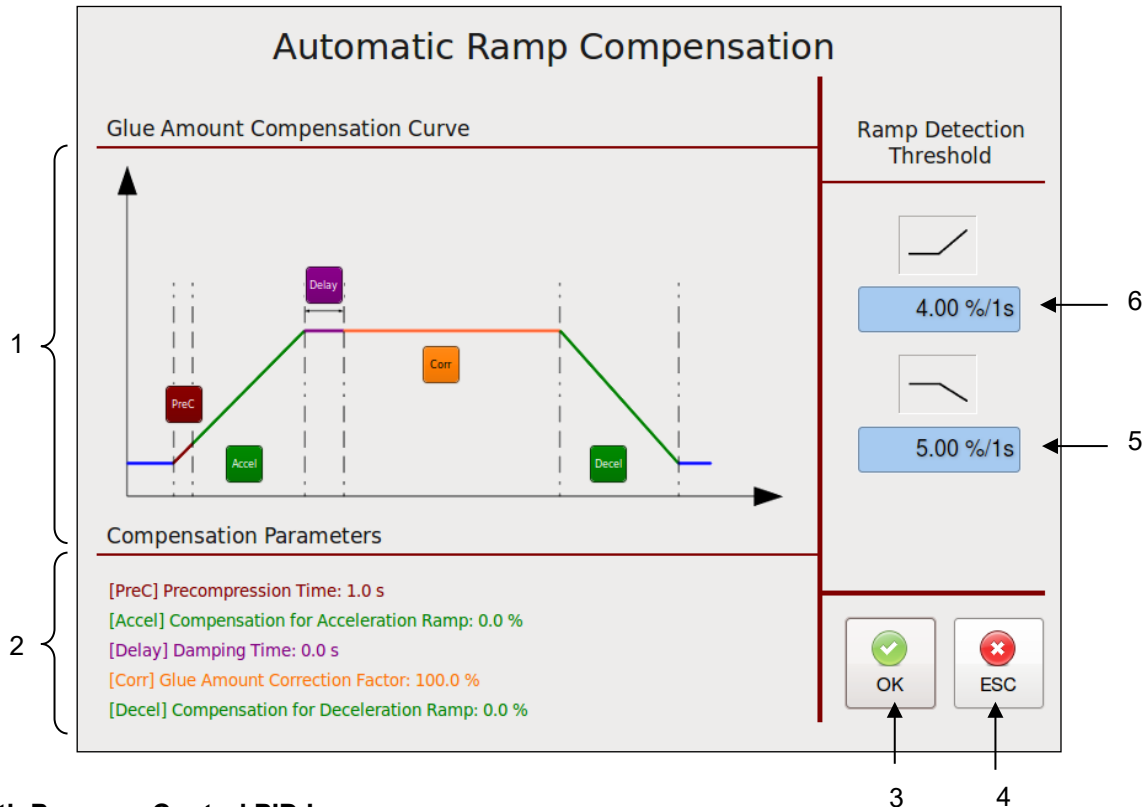 Automatic Ramp Compensation
Glue Amount Compensation Curve
Ramp Detection
Threshold
Delay
6
4.00 %/1s
1
Corr
PreC
5
5.00 %/1s
Accel
Decel
Compensation Parameters
[PreC] Precompression Time: 1.0 s
[Accel] Compensation for Acceleration Ramp: 0.0 %
2
[Delay] Damping Time: 0.0 s
[Corr] Glue Amount Correction Factor: 100.0 %
[Decel] Compensation for Deceleration Ramp: 0.0 %
OK
ESC
3
4